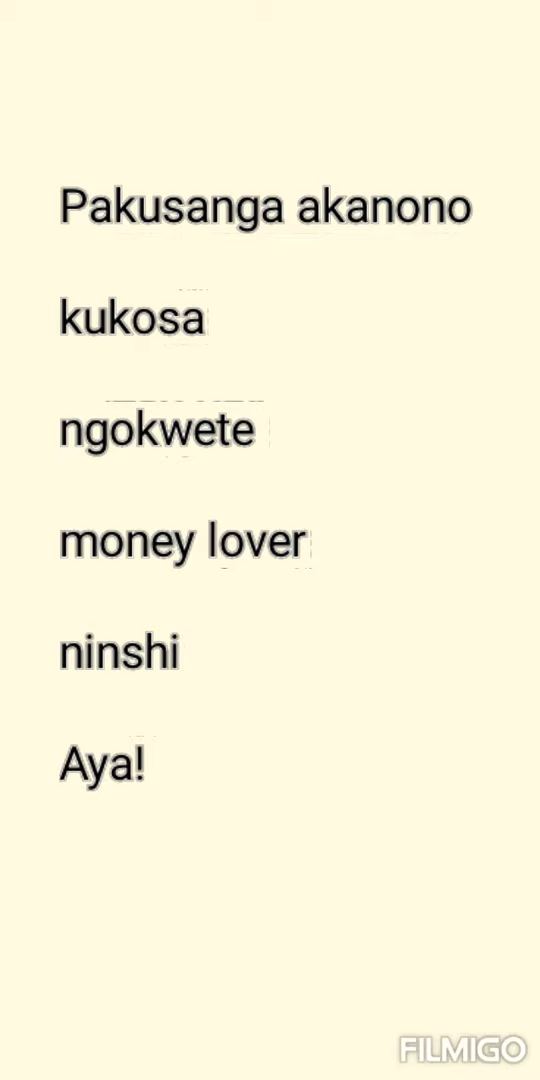 Pakusanga akanono
kukosa
ngokwete
money lover
ninshi
Aya!
FILMIGO